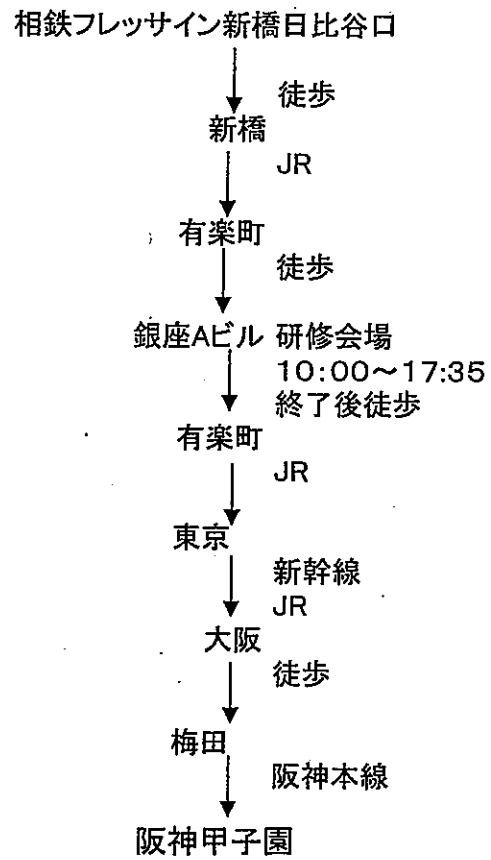 相鉄フレッサイン新橋日比谷口
徒歩
新橋
JR
有楽町
徒歩
銀座Aビル 研修会場
10:00～17:35
終了後徒歩
有楽町
JR
東京
新幹線
JR
大阪
徒歩
梅田
阪神本線
阪神甲子園